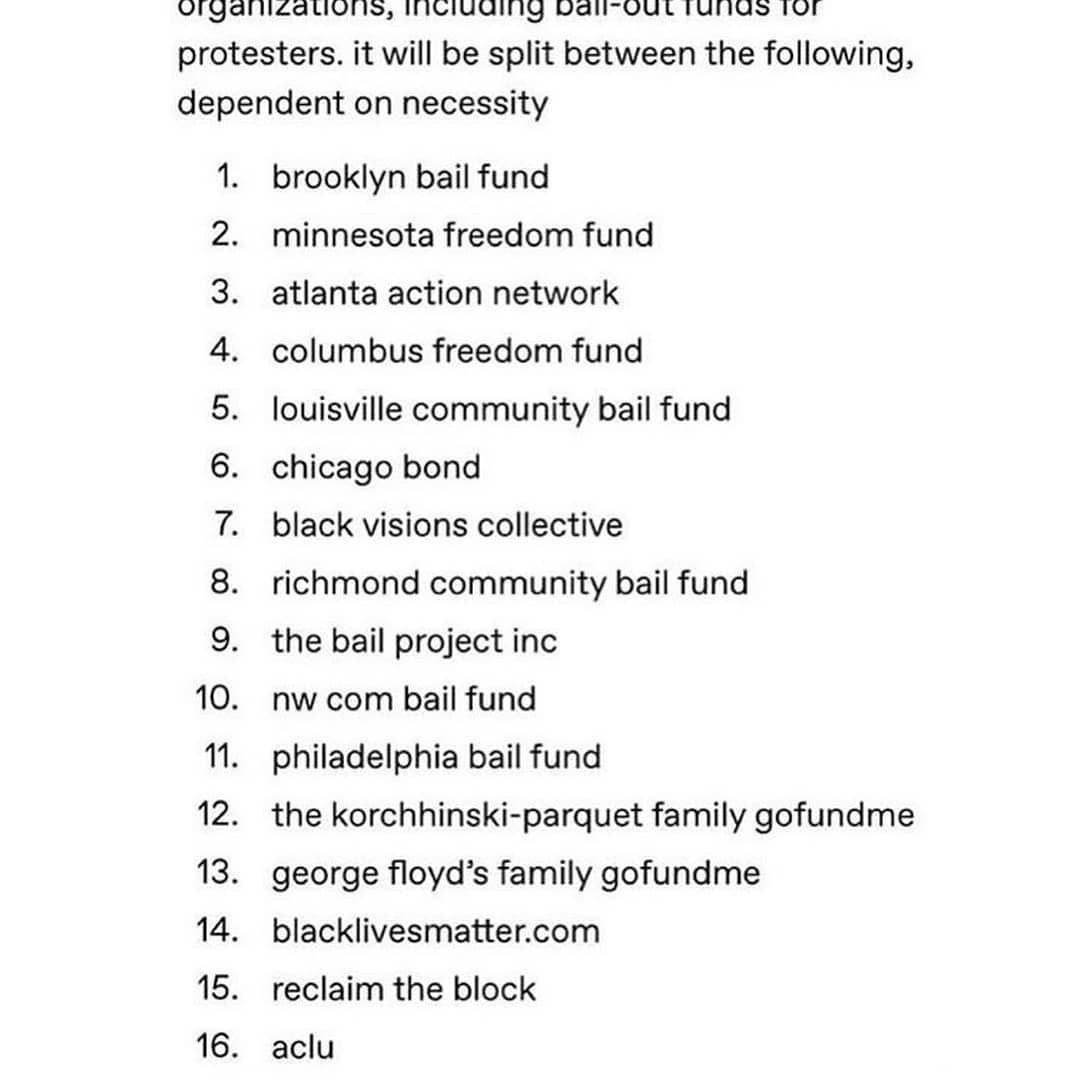 organizations, including bail-out funds for
protesters. it will be split between the following,
dependent on necessity
1. brooklyn bail fund
2. minnesota freedom fund
3. atlanta action network
4. columbus freedom fund
5. louisville community bail fund
6. chicago bond
7. black visions collective
8. richmond community bail fund
9. the bail project inc
10. nw com bail fund
11. philadelphia bail fund
12. the korchhinski-parquet family gofundme
13. george floyd’s family gofundme
14. blacklivesmatter.com
15. reclaim the block
16. aclu